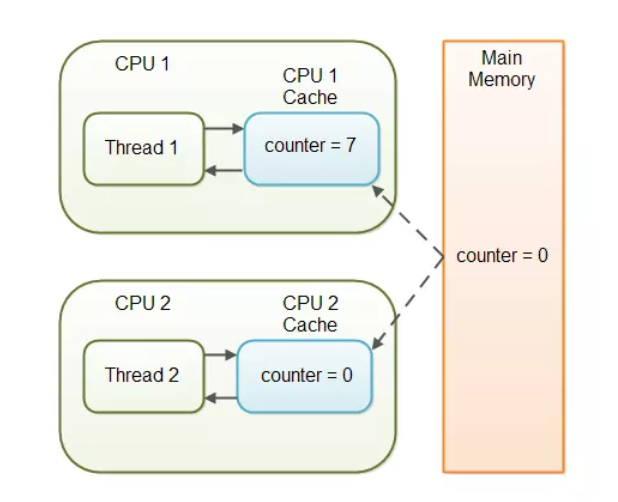 CPU 1
CPU 1
Cache
Thread 1
counter = 7
Main
Memory
counter = 0
CPU 2
CPU 2
Cache
Thread 2
counter = 0